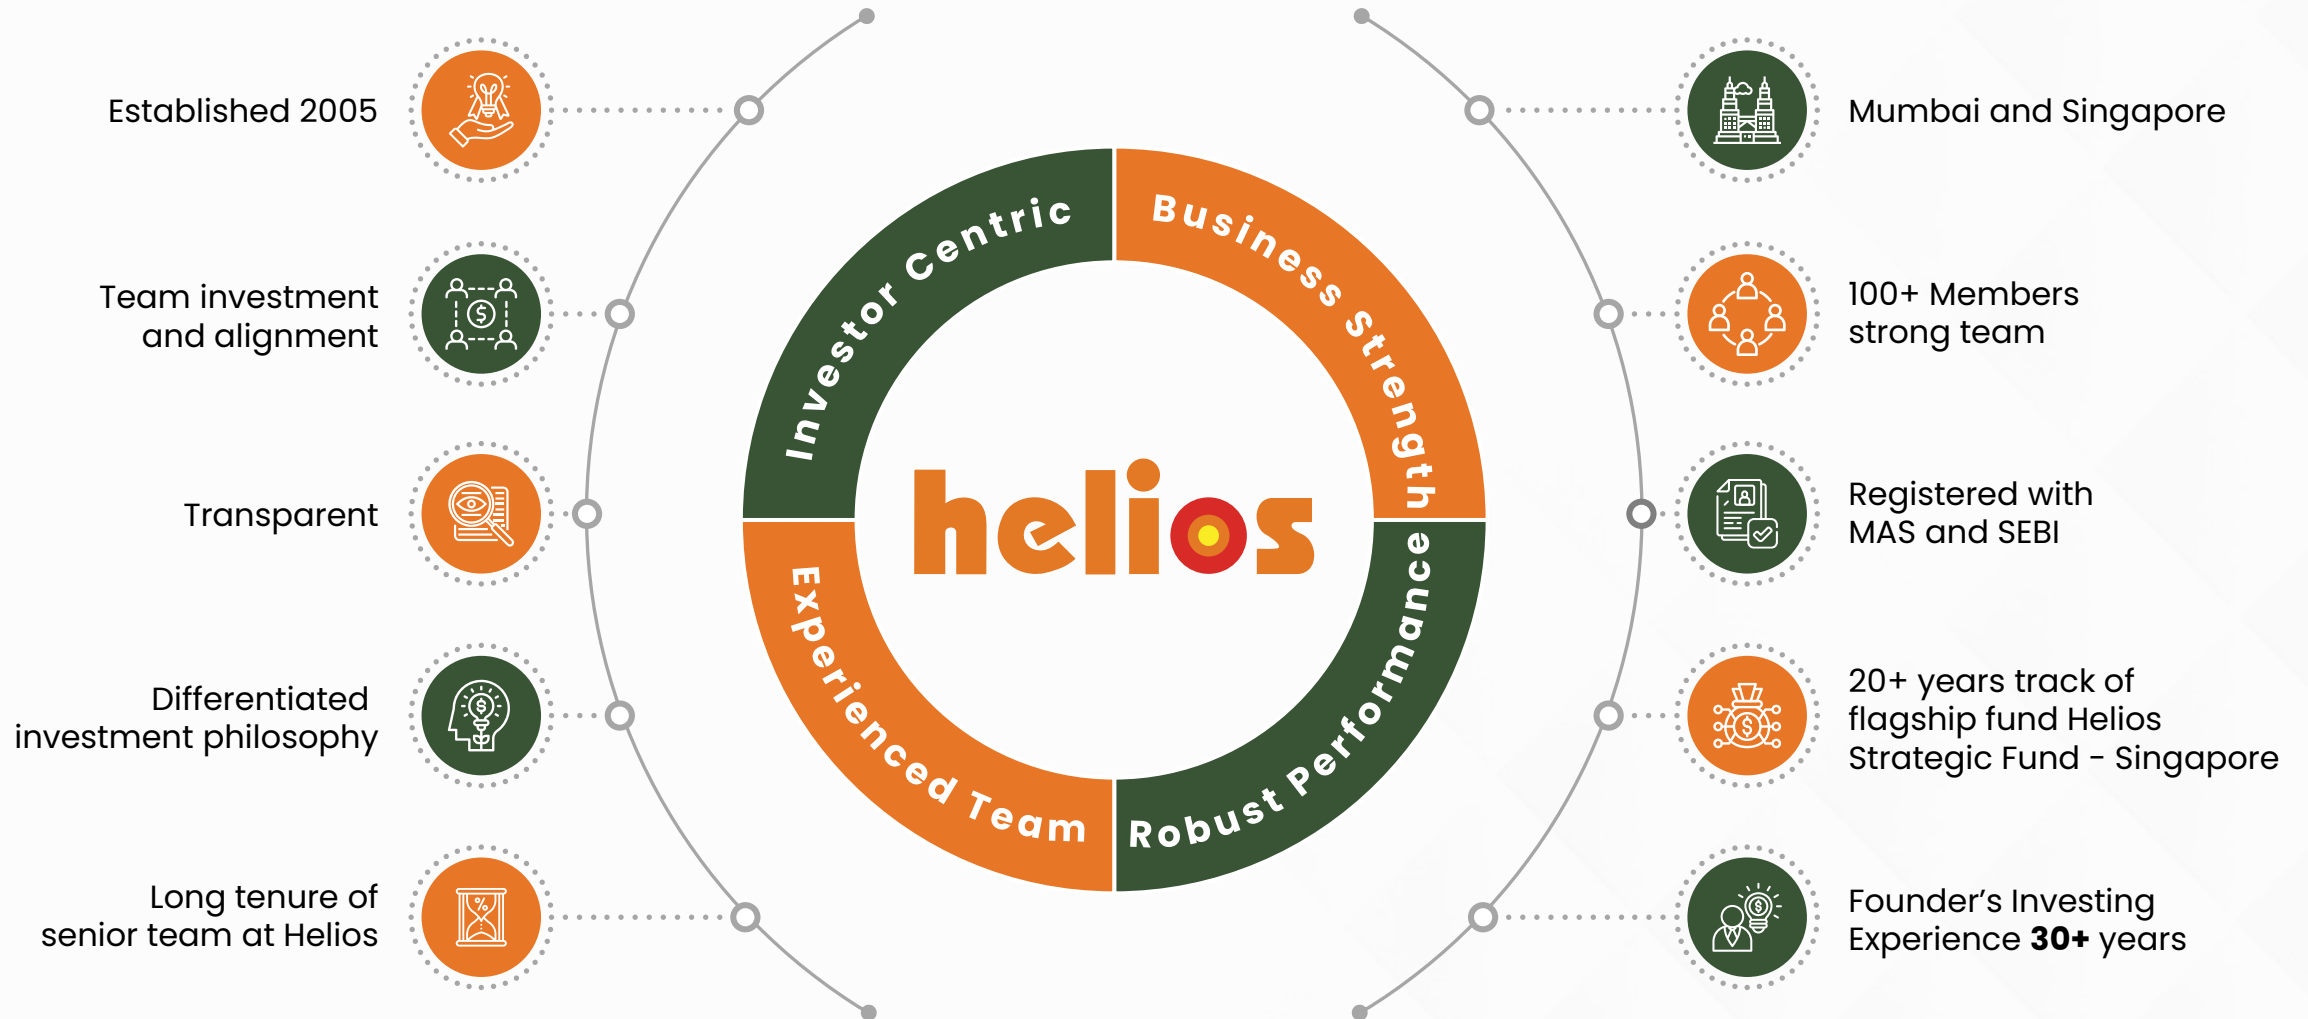 Established 2005
Team investment
and alignment
Transparent
Differentiated
investment philosophy
Long tenure of
senior team at Helios
Investor Centric
Business Strength
helios
Experienced Team
Robust Performance
Mumbai and Singapore
100+ Members
strong team
Registered with
MAS and SEBI
20+ years track of
flagship fund Helios
Strategic Fund - Singapore
Founder’s Investing
Experience 30+ years